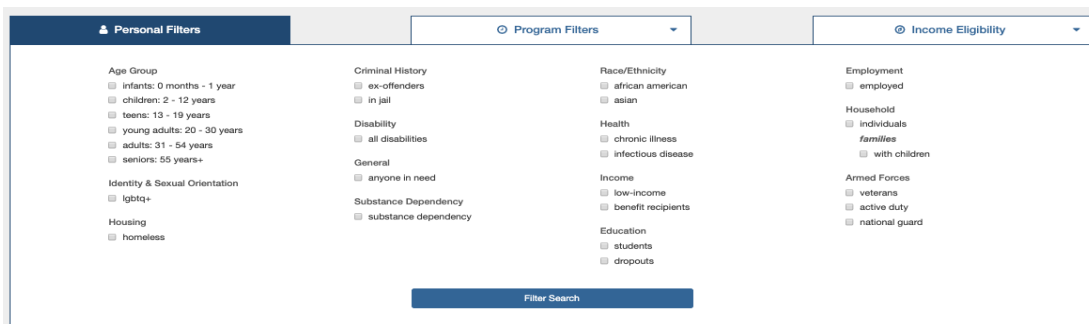 Personal Filters
Program Filters
Income Eligibility
Age Group
infants: 0 months - 1 year
children: 2 - 12 years
teens: 13 - 19 years
young adults: 20 - 30 years
adults: 31 - 54 years
seniors: 55 years+
Identity & Sexual Orientation
lgbtq+
Housing
homeless
Criminal History
ex-offenders
in jail
Disability
all disabilities
General
anyone in need
Substance Dependency
substance dependency
Race/Ethnicity
african american
asian
Health
chronic illness
infectious disease
Income
low-income
benefit recipients
Education
students
dropouts
Employment
employed
Household
individuals
families
with children
Armed Forces
veterans
active duty
national guard
Filter Search